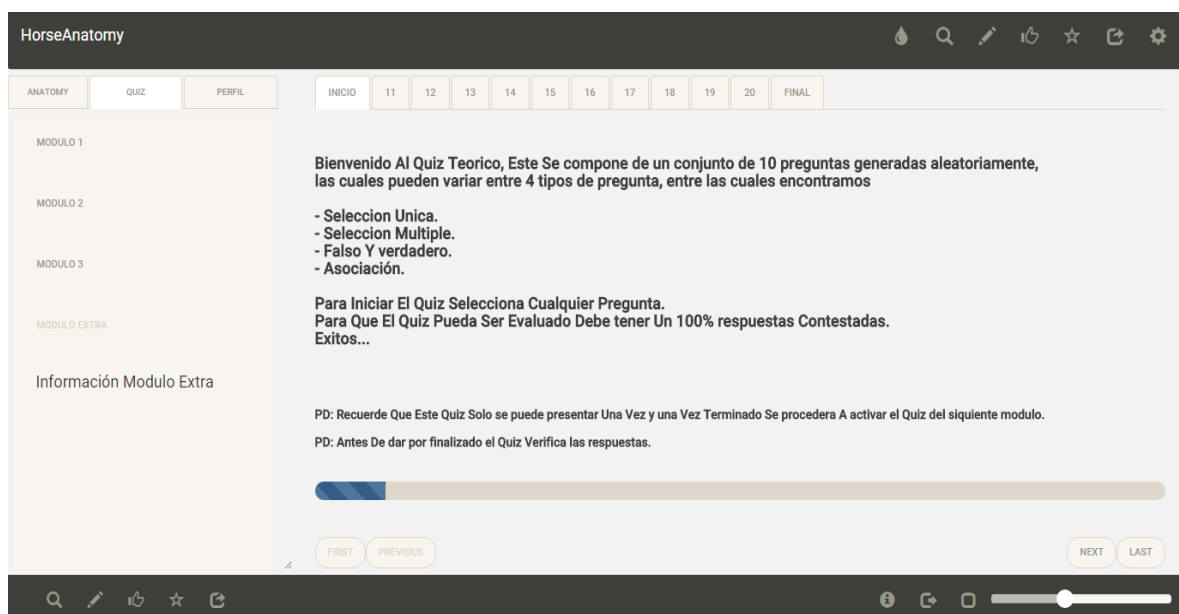 HorseAnatomy
ANATOMY QUIZ PERFIL
INICIO 11 12 13 14 15 16 17 18 19 20 FINAL
MODULO 1
MODULO 2
MODULO 3
MODULO EXTRA
Información Modulo Extra
Bienvenido Al Quiz Teorico, Este Se compone de un conjunto de 10 preguntas generadas aleatoriamente,
las cuales pueden variar entre 4 tipos de pregunta, entre las cuales encontramos
- Seleccion Unica.
- Seleccion Multiple.
- Falso Y verdadero.
- Asociación.
Para Iniciar El Quiz Selecciona Cualquier Pregunta.
Para Que El Quiz Pueda Ser Evaluado Debe tener Un 100% respuestas Contestadas.
Exitos...
PD: Recuerde Que Este Quiz Solo se puede presentar Una Vez y una Vez Terminado Se procedera A activar el Quiz del siquiente modulo.
PD: Antes De dar por finalizado el Quiz Verifica las respuestas.
FIRST PREVIOUS NEXT LAST